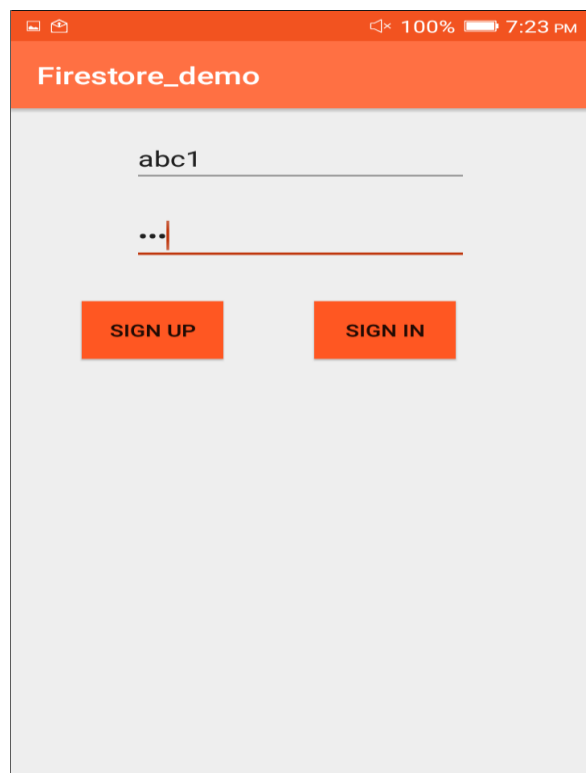 100% 7:23 PM
Firestore_demo
abc1
•••
SIGN UP SIGN IN